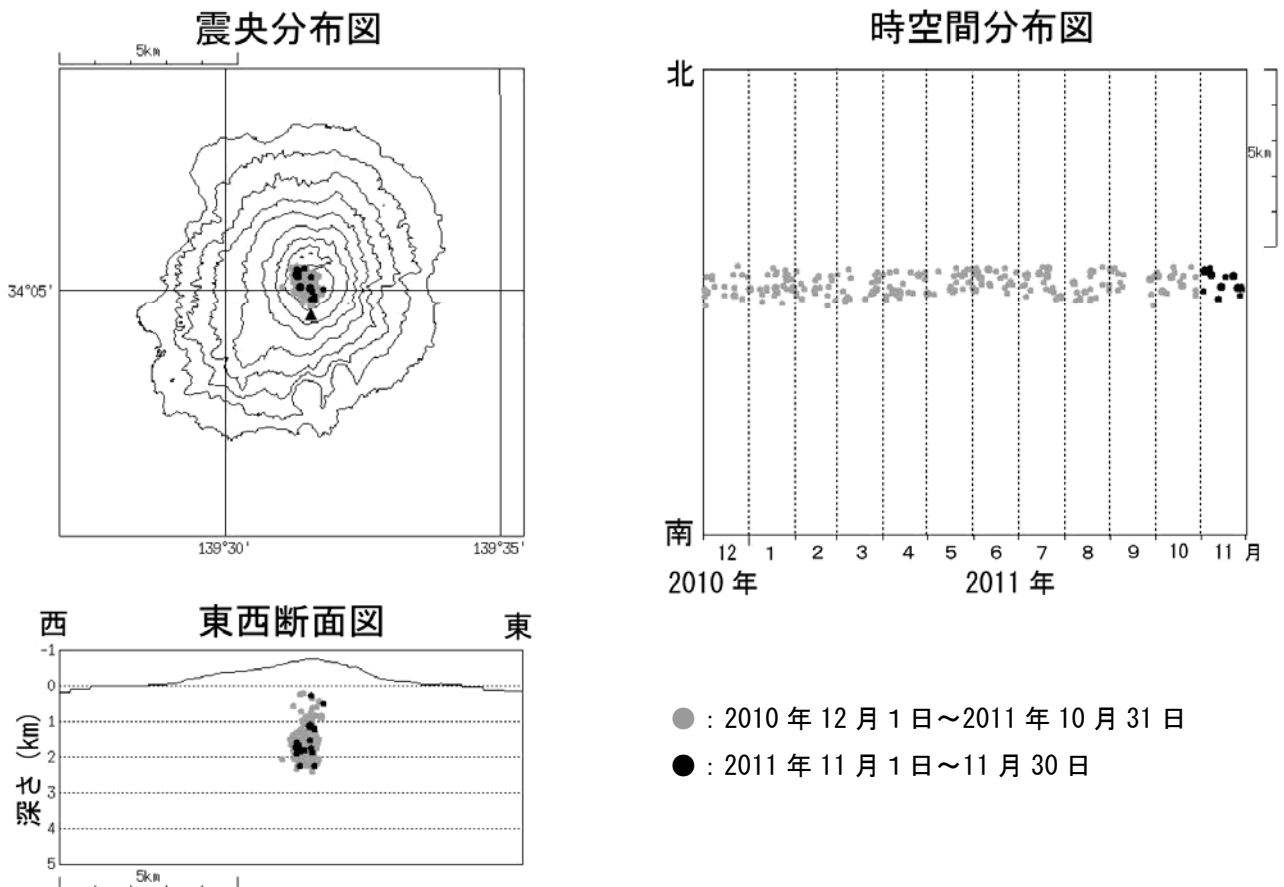 震央分布図
5km
34°05'
139°30'
139°35'
時空間分布図
北
5km
南
12 1 2 3 4 5 6 7 8 9 10 11 月
2010 年 2011 年
西 東西断面図 東
-1
0
1
2
3
4
5
深さ (km)
5km
● : 2010 年 12 月 1 日～2011 年 10 月 31 日
● : 2011 年 11 月 1 日～11 月 30 日